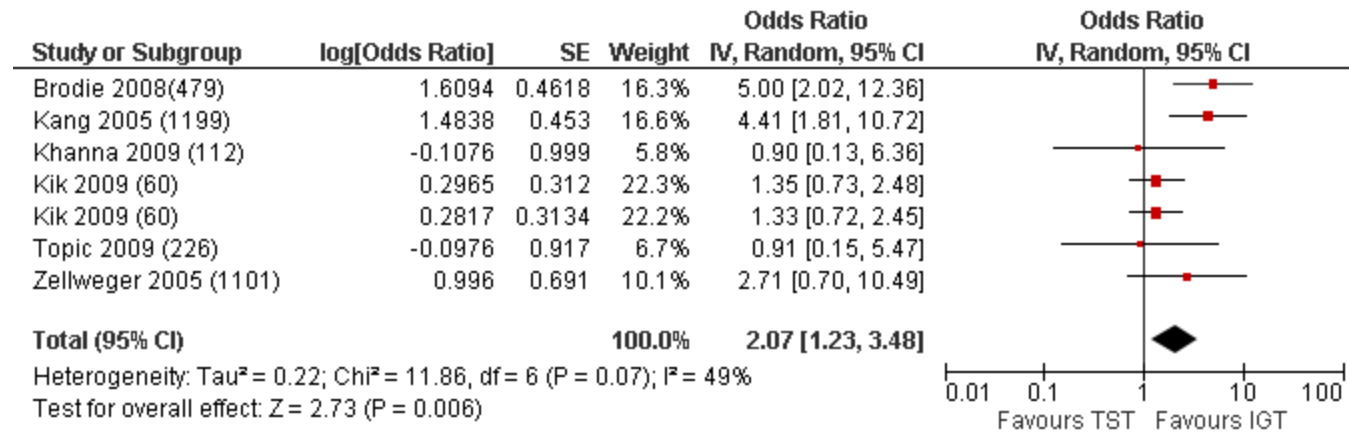 Odds Ratio Odds Ratio
Study or Subgroup log[Odds Ratio] SE Weight IV, Random, 95% CI IV, Random, 95% CI
Brodie 2008(479) 1.6094 0.4618 16.3% 5.00 [2.02, 12.36]
Kang 2005 (1199) 1.4838 0.453 16.6% 4.41 [1.81, 10.72]
Khanna 2009 (112) -0.1076 0.999 5.8% 0.90 [0.13, 6.36]
Kik 2009 (60) 0.2965 0.312 22.3% 1.35 [0.73, 2.48]
Kik 2009 (60) 0.2817 0.3134 22.2% 1.33 [0.72, 2.45]
Topic 2009 (226) -0.0976 0.917 6.7% 0.91 [0.15, 5.47]
Zellweger 2005 (1101) 0.996 0.691 10.1% 2.71 [0.70, 10.49]
Total (95% CI) 100.0% 2.07 [1.23, 3.48]
Heterogeneity: Tau² = 0.22; Chi² = 11.86, df = 6 (P = 0.07); I² = 49%
Test for overall effect: Z = 2.73 (P = 0.006)
0.01 0.1 1 10 100
Favours TST Favours IGT